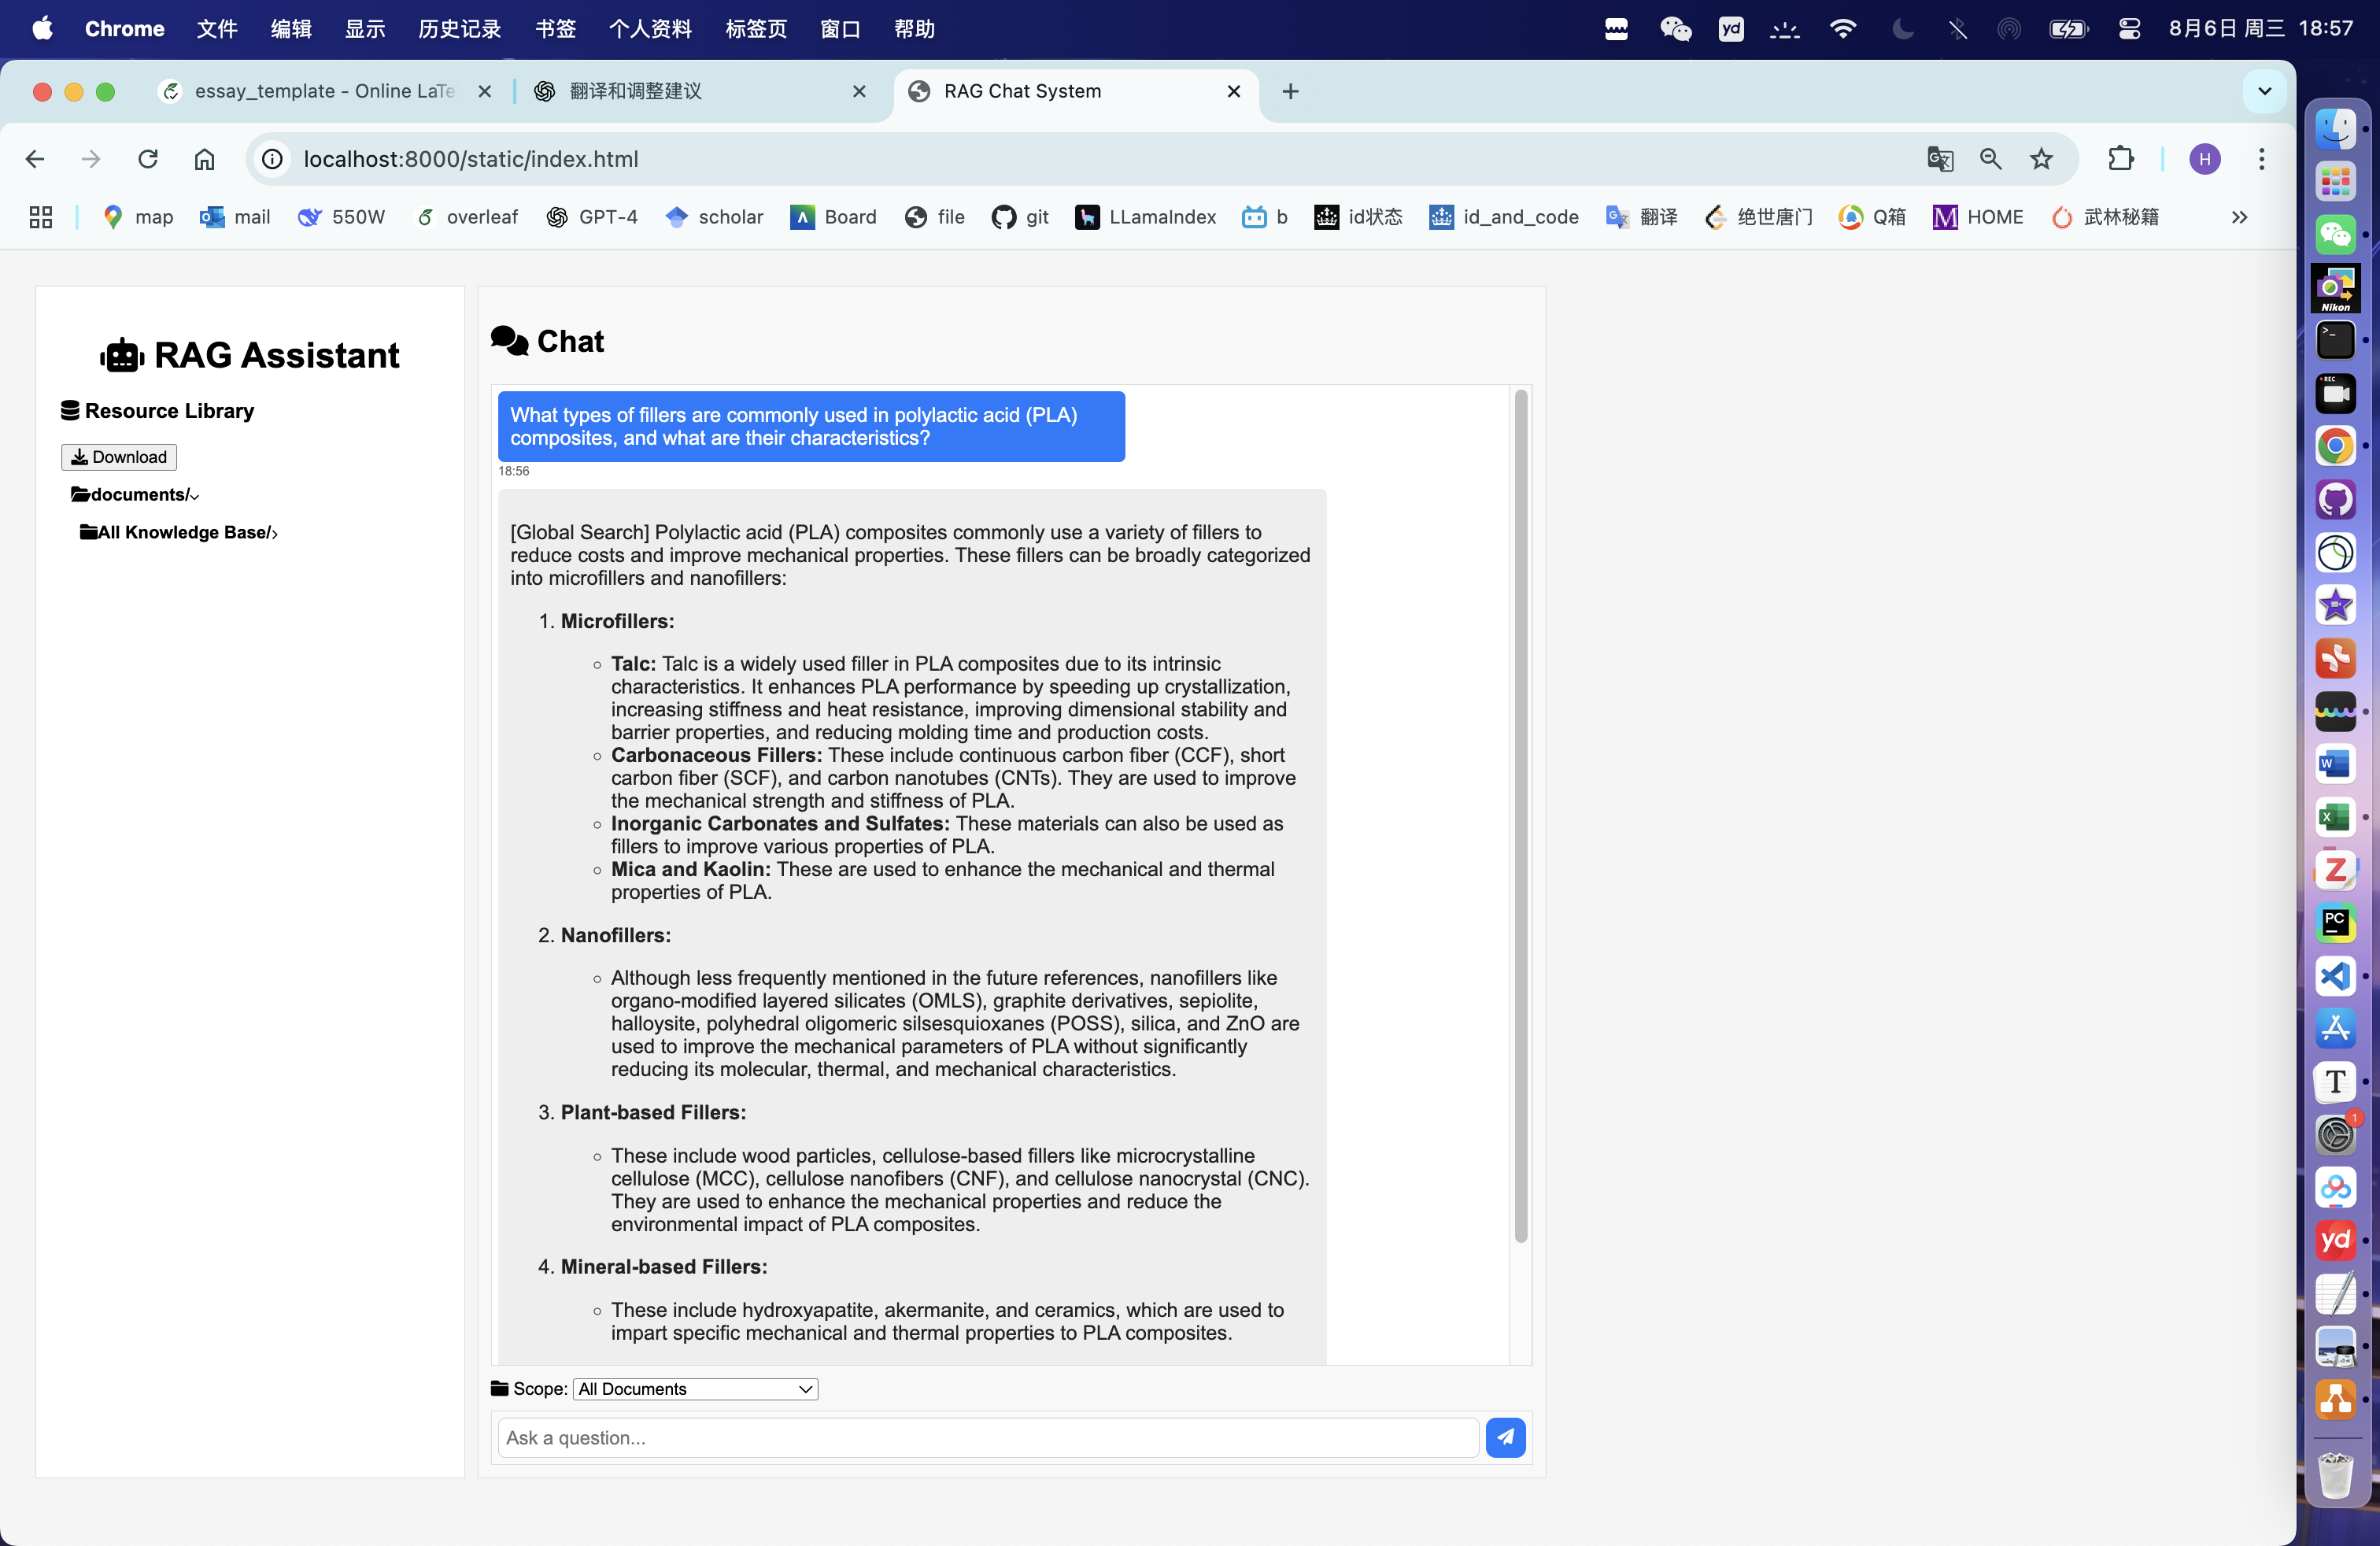 Chrome 文件 编辑 显示 历史记录 书签 个人资料 标签页 窗口 帮助 yd 8月6日 周三 18:57
essay_template - Online LaTe 翻译和调整建议 RAG Chat System
localhost:8000/static/index.html H
map mail 550W overleaf GPT-4 scholar Board file git LLamaIndex b id状态 id_and_code 翻译 绝世唐门 Q箱 HOME 武林秘籍
RAG Assistant
Resource Library
Download
documents/
All Knowledge Base/
Chat
What types of fillers are commonly used in polylactic acid (PLA)
composites, and what are their characteristics?
18:56
[Global Search] Polylactic acid (PLA) composites commonly use a variety of fillers to
reduce costs and improve mechanical properties. These fillers can be broadly categorized
into microfillers and nanofillers:
1. Microfillers:
Talc: Talc is a widely used filler in PLA composites due to its intrinsic
characteristics. It enhances PLA performance by speeding up crystallization,
increasing stiffness and heat resistance, improving dimensional stability and
barrier properties, and reducing molding time and production costs.
Carbonaceous Fillers: These include continuous carbon fiber (CCF), short
carbon fiber (SCF), and carbon nanotubes (CNTs). They are used to improve
the mechanical strength and stiffness of PLA.
Inorganic Carbonates and Sulfates: These materials can also be used as
fillers to improve various properties of PLA.
Mica and Kaolin: These are used to enhance the mechanical and thermal
properties of PLA.
2. Nanofillers:
Although less frequently mentioned in the future references, nanofillers like
organo-modified layered silicates (OMLS), graphite derivatives, sepiolite,
halloysite, polyhedral oligomeric silsesquioxanes (POSS), silica, and ZnO are
used to improve the mechanical parameters of PLA without significantly
reducing its molecular, thermal, and mechanical characteristics.
3. Plant-based Fillers:
These include wood particles, cellulose-based fillers like microcrystalline
cellulose (MCC), cellulose nanofibers (CNF), and cellulose nanocrystal (CNC).
They are used to enhance the mechanical properties and reduce the
environmental impact of PLA composites.
4. Mineral-based Fillers:
These include hydroxyapatite, akermanite, and ceramics, which are used to
impart specific mechanical and thermal properties to PLA composites.
Scope: All Documents
Ask a question...
Nikon
REC
W
X
Z
PC
T
1
yd